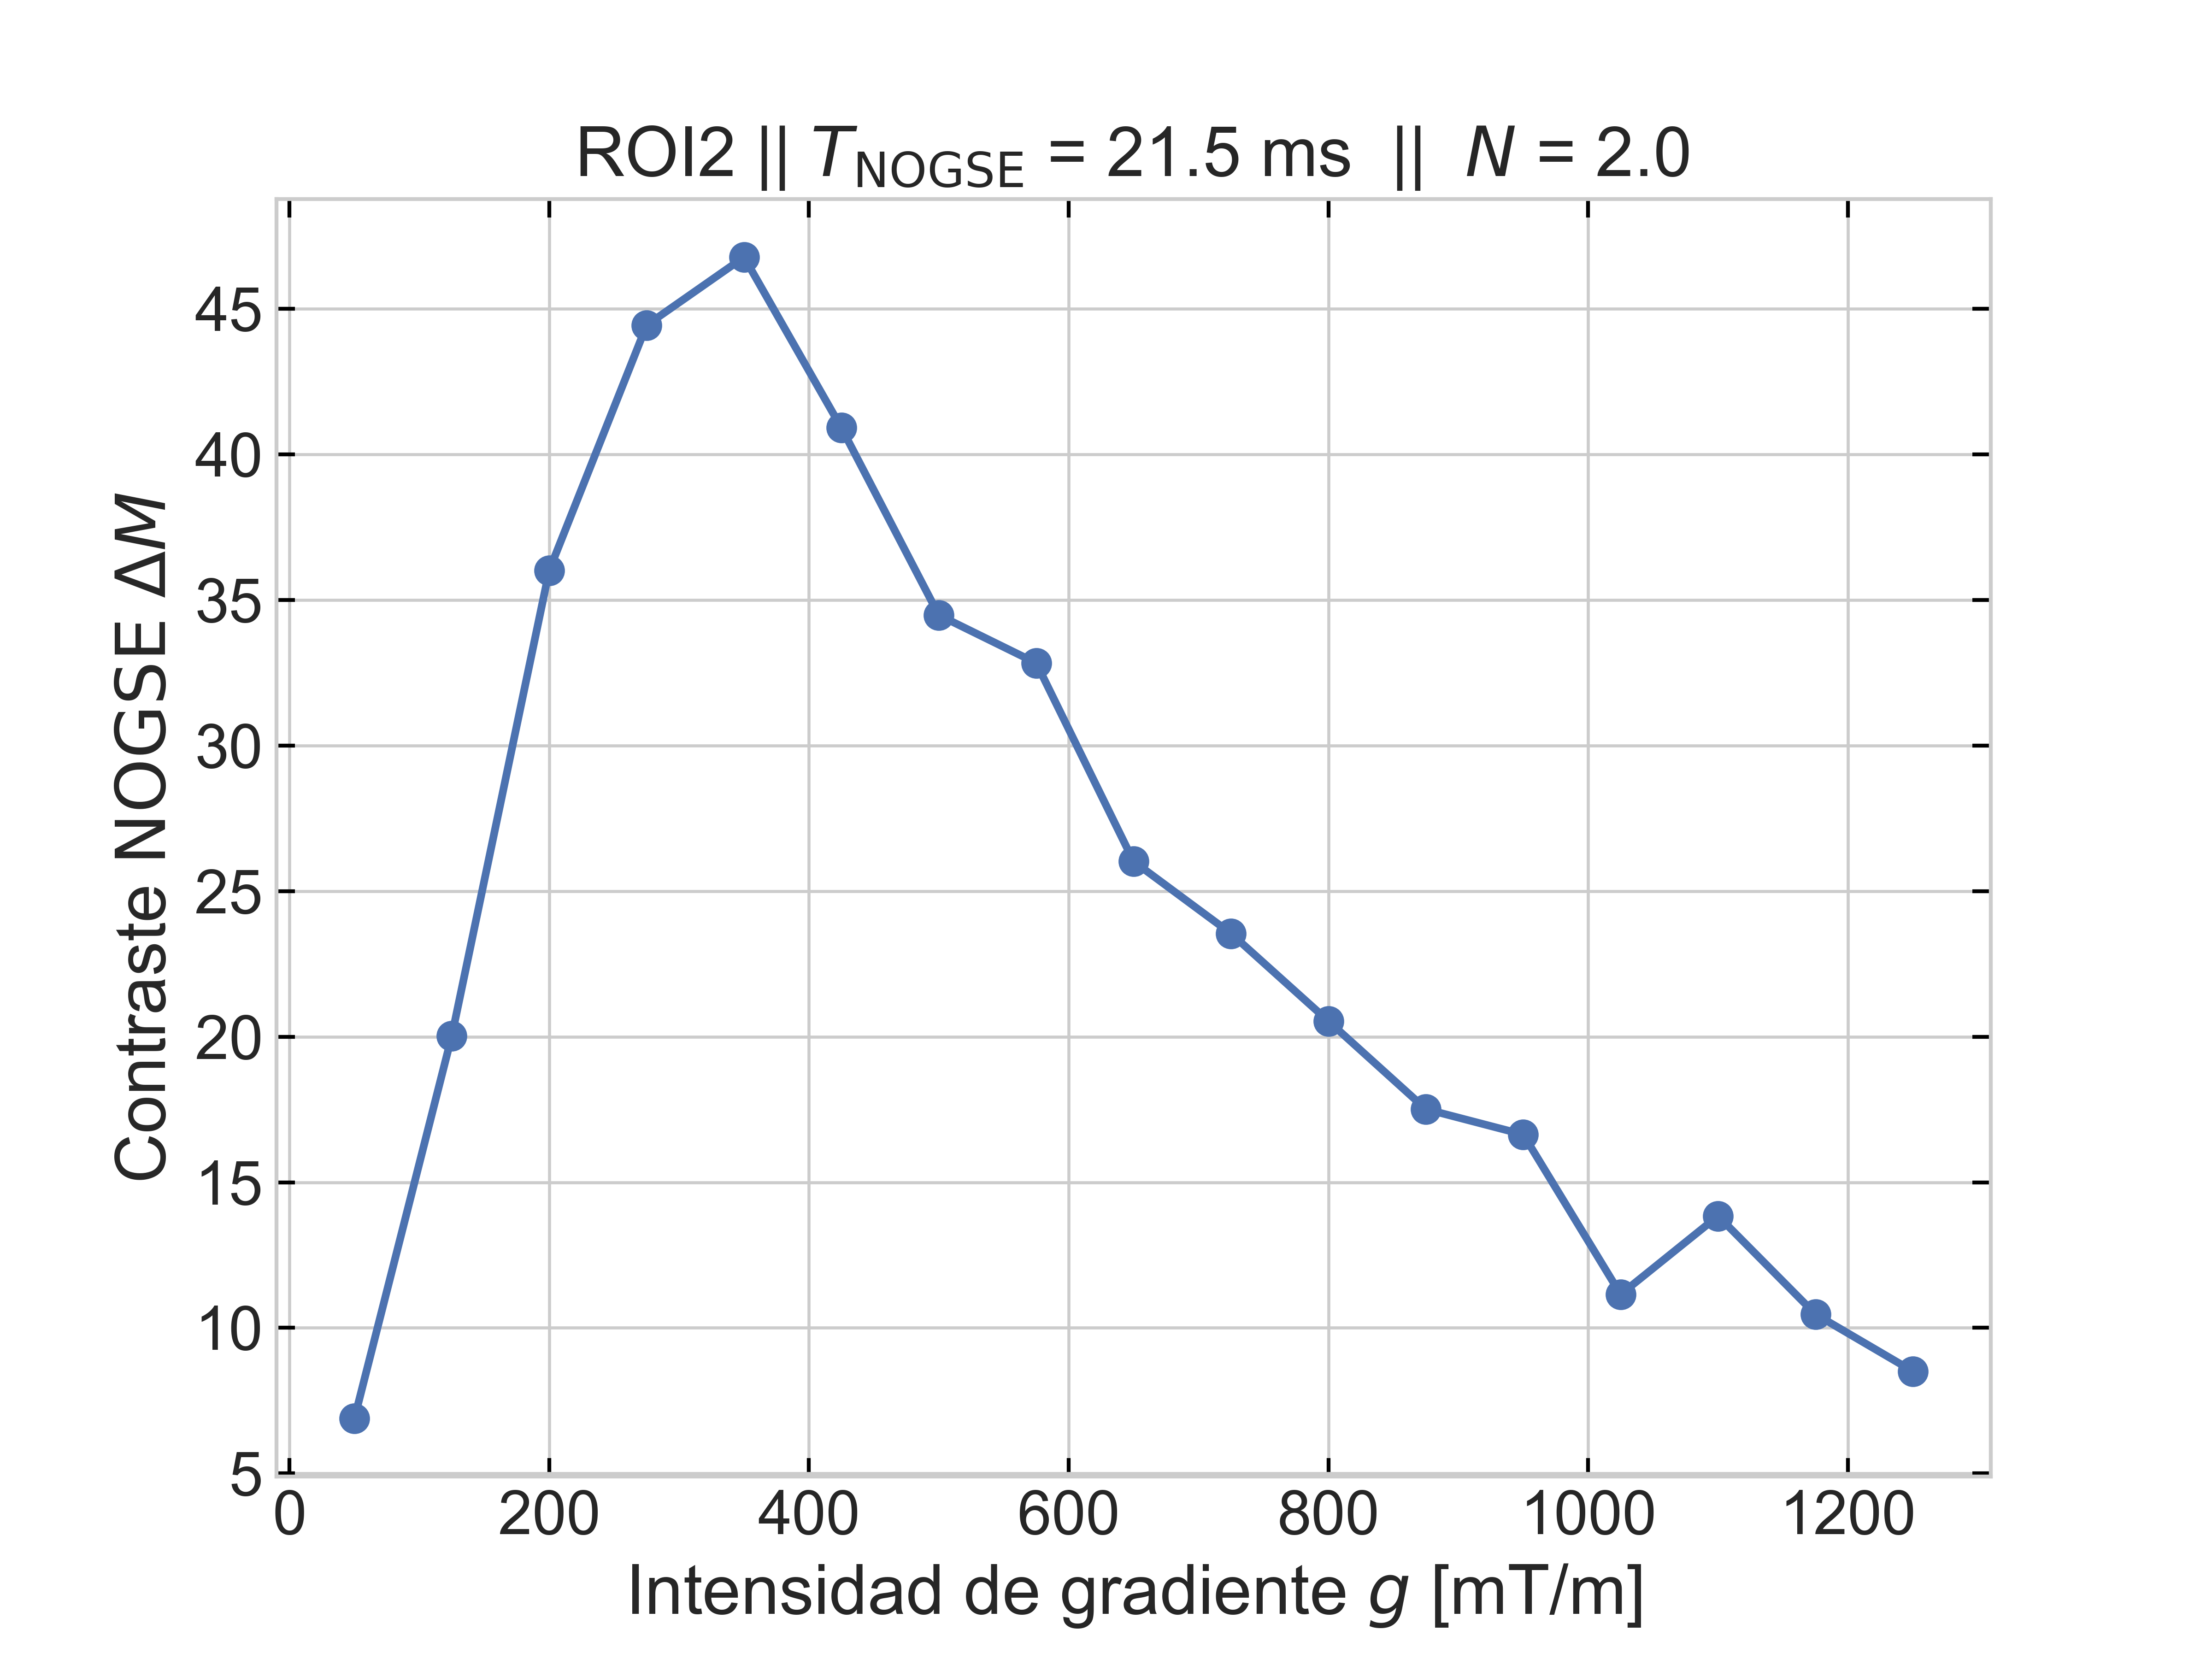 ROI2 || T_NOGSE = 21.5 ms || N = 2.0
Contraste NOGSE ΔM
45
40
35
30
25
20
15
10
5
0 200 400 600 800 1000 1200
Intensidad de gradiente g [mT/m]